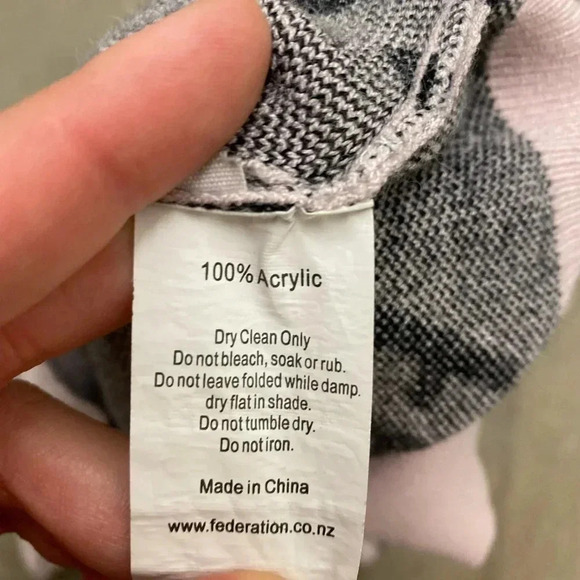 100% Acrylic
Dry Clean Only
Do not bleach, soak or rub.
Do not leave folded while damp.
dry flat in shade.
Do not tumble dry.
Do not iron.
Made in China
www.federation.co.nz